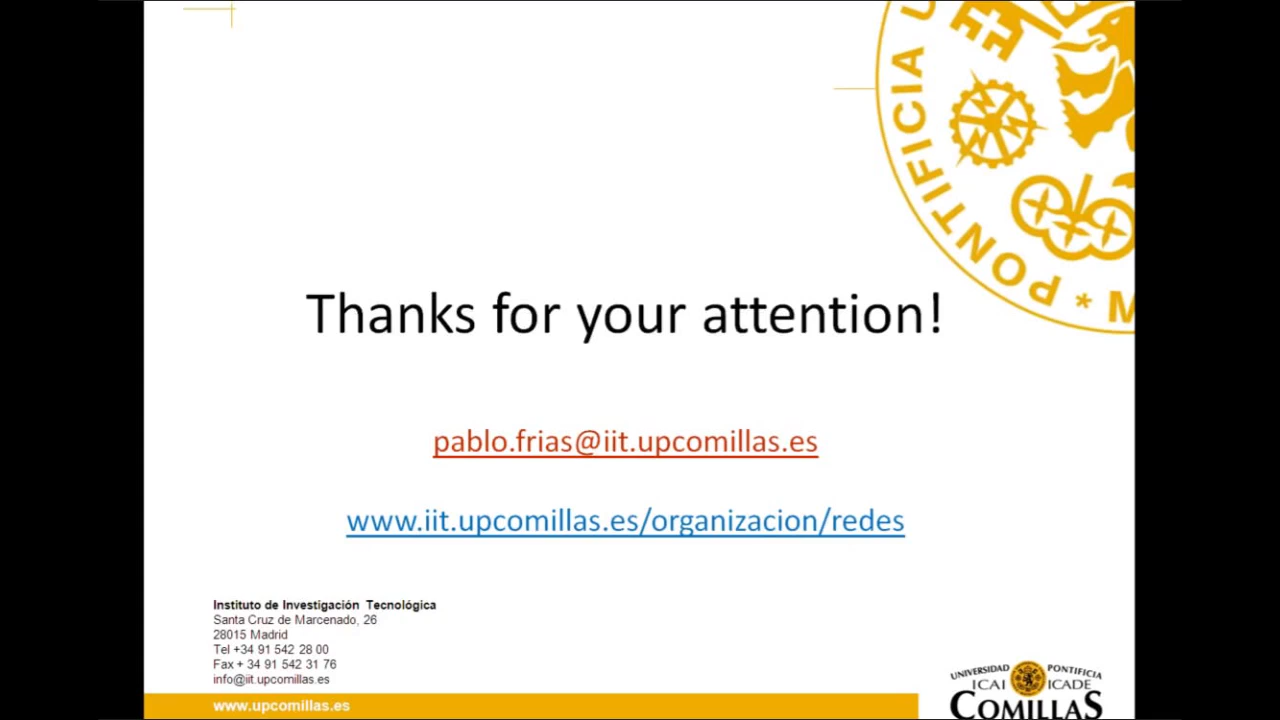 PONTIFICIA U
* M
Thanks for your attention!
pablo.frias@iit.upcomillas.es
www.iit.upcomillas.es/organizacion/redes
Instituto de Investigación Tecnológica
Santa Cruz de Marcenado, 26
28015 Madrid
Tel +34 91 542 28 00
Fax + 34 91 542 31 76
info@iit.upcomillas.es
www.upcomillas.es
UNIVERSIDAD PONTIFICIA
ICAI ICADE
COMILLAS